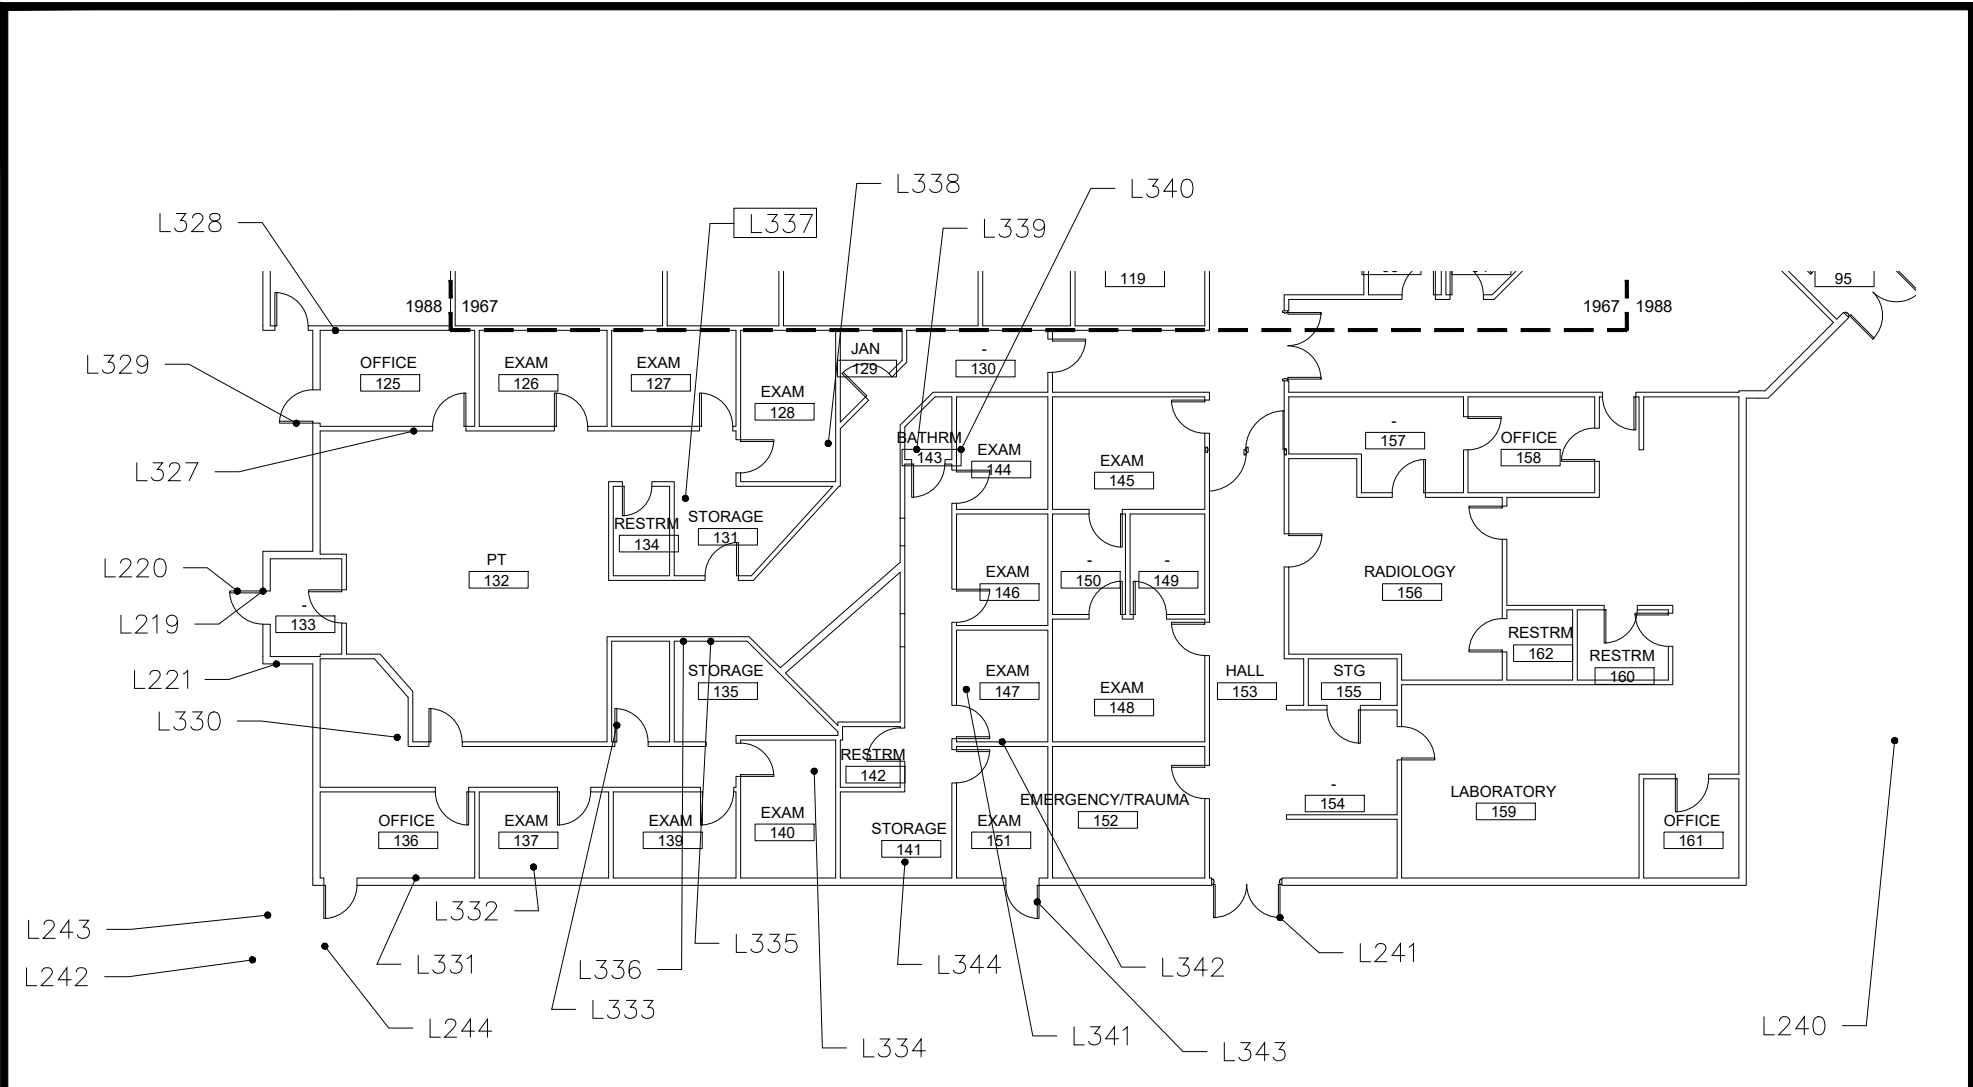 L338
L340
L328
L337
L339
119
95
1988 1967
1967 1988
OFFICE
125
EXAM
126
EXAM
127
EXAM
128
JAN
129
-
130
L329
L327
BATHRM
143
EXAM
144
EXAM
145
-
157
OFFICE
158
RESTRM
134
STORAGE
131
PT
132
L220
L219
-
133
L221
EXAM
146
-
150
-
149
RADIOLOGY
156
RESTRM
162
RESTRM
160
STORAGE
135
EXAM
147
EXAM
148
HALL
153
STG
155
L330
RESTRM
142
OFFICE
136
EXAM
137
EXAM
139
EXAM
140
STORAGE
141
EXAM
151
EMERGENCY/TRAUMA
152
-
154
LABORATORY
159
OFFICE
161
L332
L243
L335
L241
L242
L331
L336
L344
L342
L333
L244
L334
L341
L343
L240